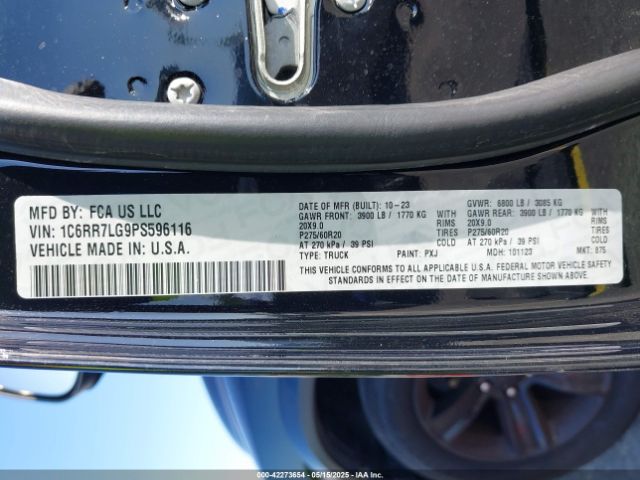 MFD BY: FCA US LLC
VIN: 1C6RR7LG9PS596116
VEHICLE MADE IN: U.S.A.
DATE OF MFR (BUILT): 10-23 GVWR: 6800 LB / 3085 KG
GAWR FRONT: 3900 LB / 1770 KG WITH GAWR REAR: 3900 LB / 1770 KG WITH
20X9.0 RIMS 20X9.0 RIMS
P275/60R20 TIRES P275/60R20 TIRES
AT 270 kPa / 39 PSI COLD AT 270 kPa / 39 PSI COLD
TYPE: TRUCK PAINT: PXJ MDH: 101123 MKT: 875
THIS VEHICLE CONFORMS TO ALL APPLICABLE U.S.A. FEDERAL MOTOR VEHICLE SAFETY
STANDARDS IN EFFECT ON THE DATE OF MANUFACTURE SHOWN ABOVE.
000-42273654 | 05/15/2025 | IAAI.COM